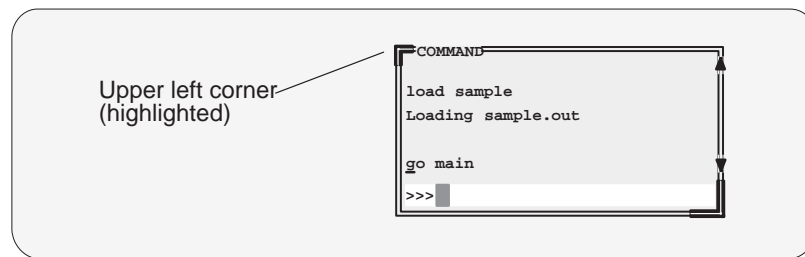 COMMAND
Upper left corner
(highlighted)
load sample
Loading sample.out
go main
>>>